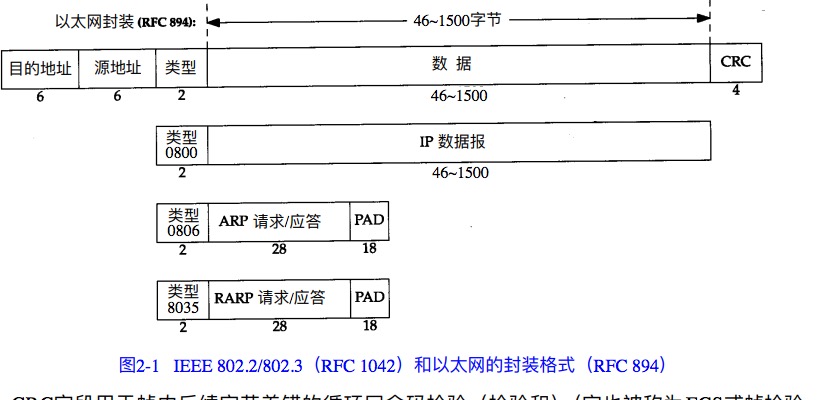 以太网封装 (RFC 894): 46~1500字节
目的地址 源地址 类型 数 据 CRC
6 6 2 46~1500 4
类型
0800 IP 数据报
2 46~1500
类型
0806 ARP 请求/应答 PAD
2 28 18
类型
8035 RARP 请求/应答 PAD
2 28 18
图2-1 IEEE 802.2/802.3（RFC 1042）和以太网的封装格式（RFC 894）